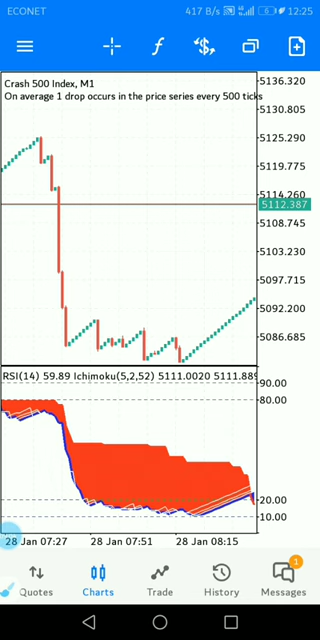 ECONET 417 B/s 12:25
Crash 500 Index, M1
On average 1 drop occurs in the price series every 500 ticks
5136.320
5130.805
5125.290
5119.775
5114.260
5112.387
5108.745
5103.230
5097.715
5092.200
5086.685
RSI(14) 59.89 Ichimoku(5,2,52) 5111.0020 5111.889
90.00
80.00
20.00
10.00
28 Jan 07:27 28 Jan 07:51 28 Jan 08:15
1
Quotes Charts Trade History Messages